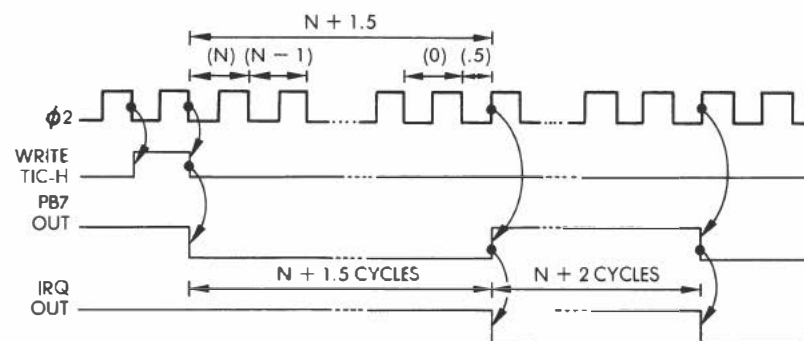 N + 1.5
(N) (N − 1) (0) (.5)
ϕ2
WRITE
TIC-H
PB7
OUT
N + 1.5 CYCLES N + 2 CYCLES
IRQ
OUT